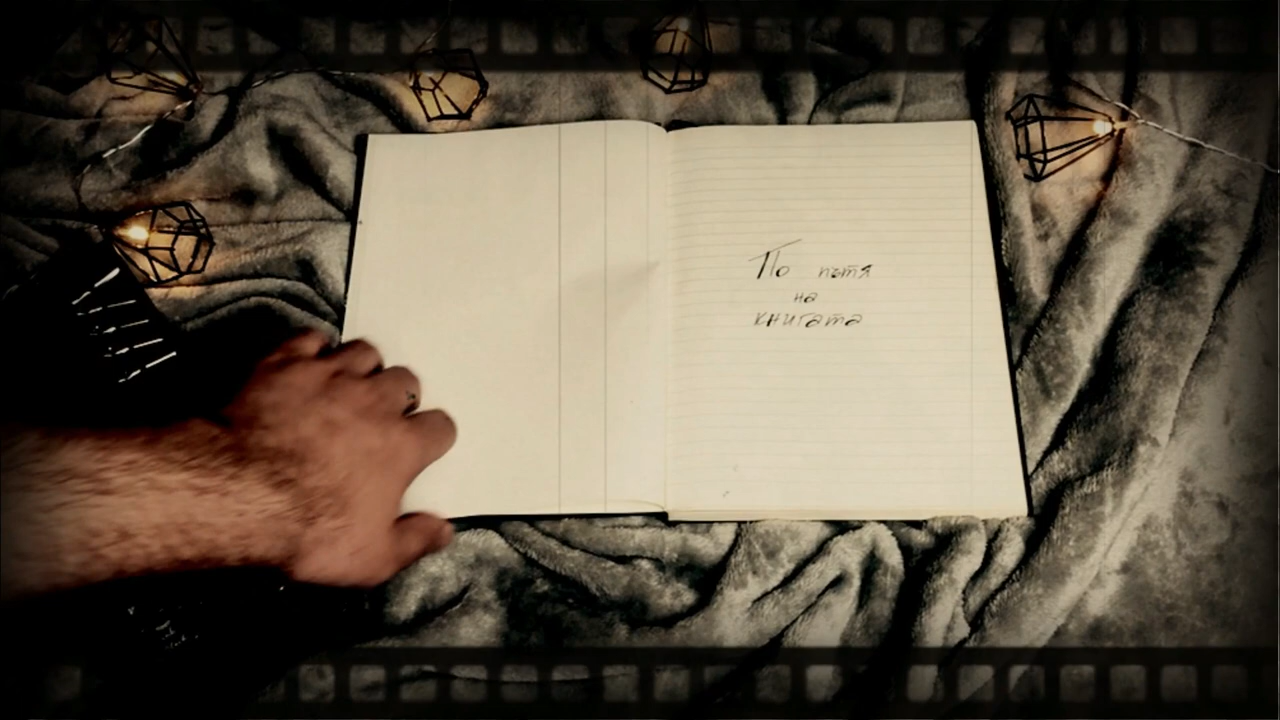 По пътя
на
книгата